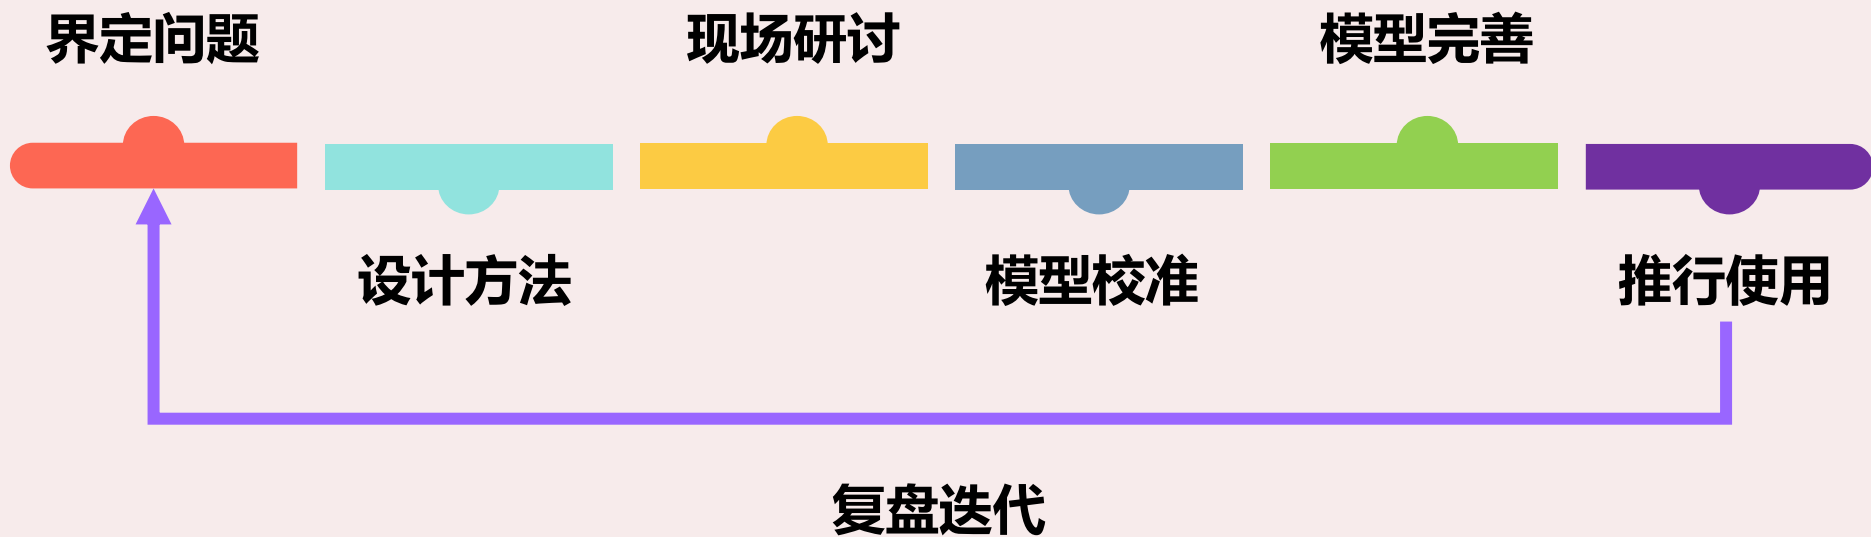 界定问题
现场研讨
模型完善
设计方法
模型校准
推行使用
复盘迭代